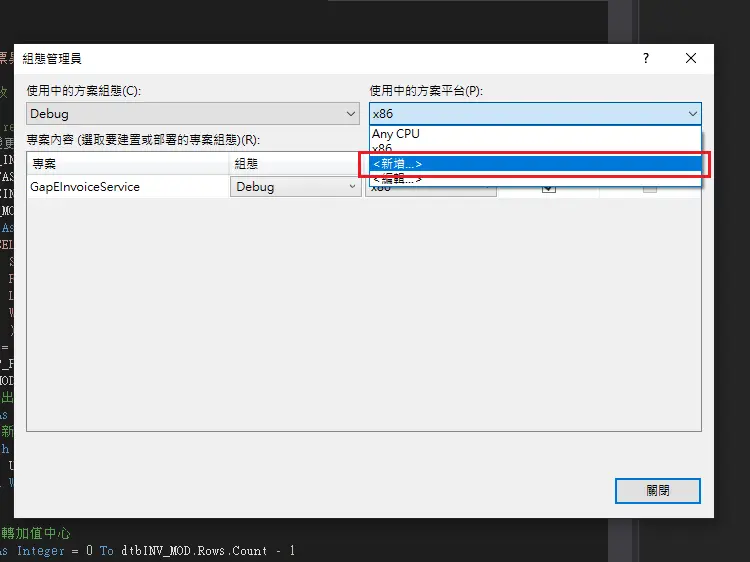 組態管理員
?
使用中的方案組態(C):
使用中的方案平台(P):
Debug
x86
Any CPU
x86
<新增...>
<編輯...>
專案內容 (選取要建置或部署的專案組態)(R):
專案
組態
GapEInvoiceService
Debug
x86
關閉
轉加值中心
As Integer = 0 To dtbINV_MOD.Rows.Count - 1